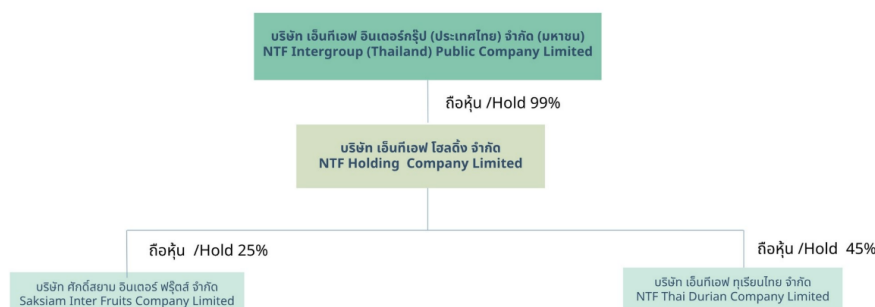 บริษัท เอ็นทีเอฟ อินเตอร์กรุ๊ป (ประเทศไทย) จำกัด (มหาชน)
NTF Intergroup (Thailand) Public Company Limited
ถือหุ้น /Hold 99%
บริษัท เอ็นทีเอฟ โฮลดิ้ง จำกัด
NTF Holding Company Limited
ถือหุ้น /Hold 25%
ถือหุ้น /Hold 45%
บริษัท ศักดิ์สยาม อินเตอร์ ฟรุ๊ตส์ จำกัด
Saksiam Inter Fruits Company Limited
บริษัท เอ็นทีเอฟ ทุเรียนไทย จำกัด
NTF Thai Durian Company Limited